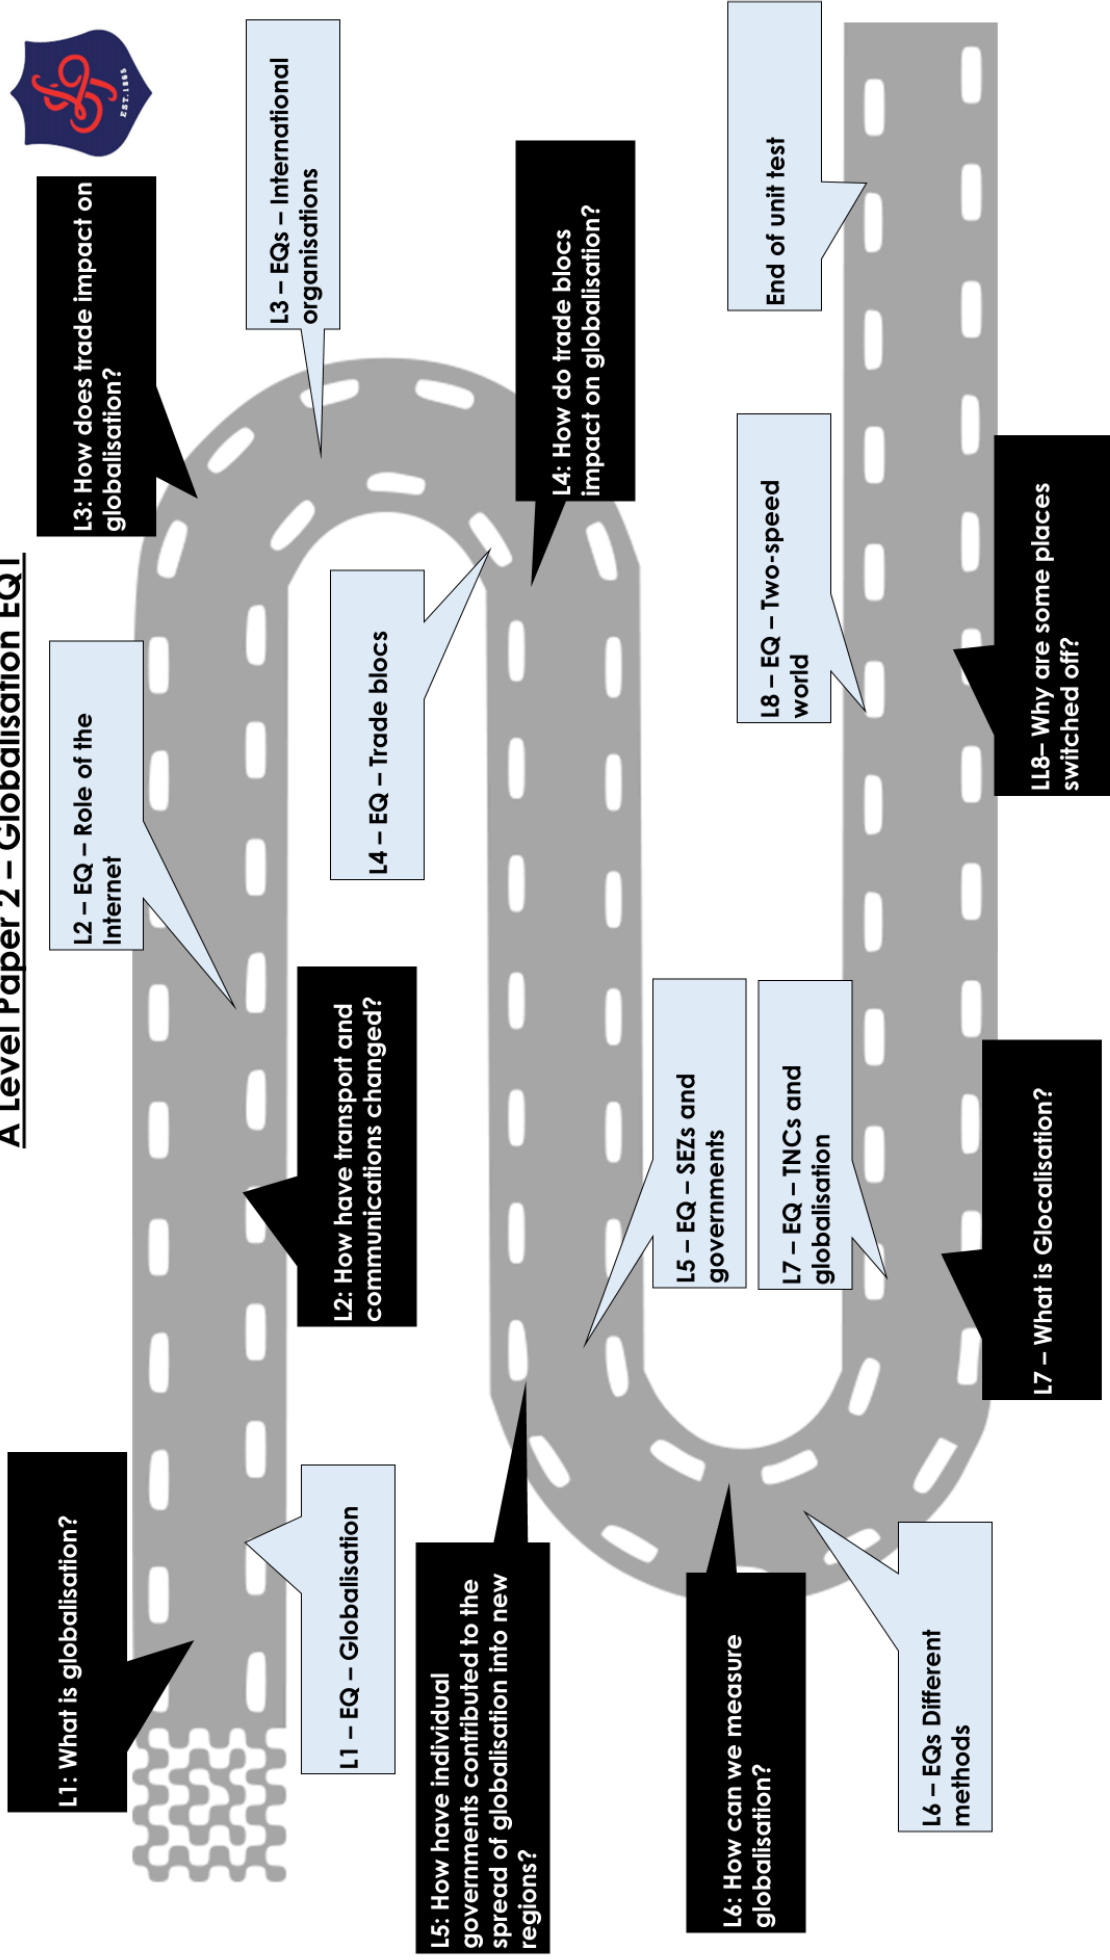 A Level Paper 2 – Globalisation EQ1
L1: What is globalisation?
L1 – EQ – Globalisation
L2: How have transport and
communications changed?
L2 – EQ – Role of the
Internet
L3: How does trade impact on
globalisation?
L3 – EQs – International
organisations
EST.1865
L4: How do trade blocs
impact on globalisation?
L4 – EQ – Trade blocs
L5: How have individual
governments contributed to the
spread of globalisation into new
regions?
L5 – EQ – SEZs and
governments
L6: How can we measure
globalisation?
L6 – EQs Different
methods
L7 – What is Glocalisation?
L7 – EQ – TNCs and
globalisation
LL8– Why are some places
switched off?
L8 – EQ – Two-speed
world
End of unit test